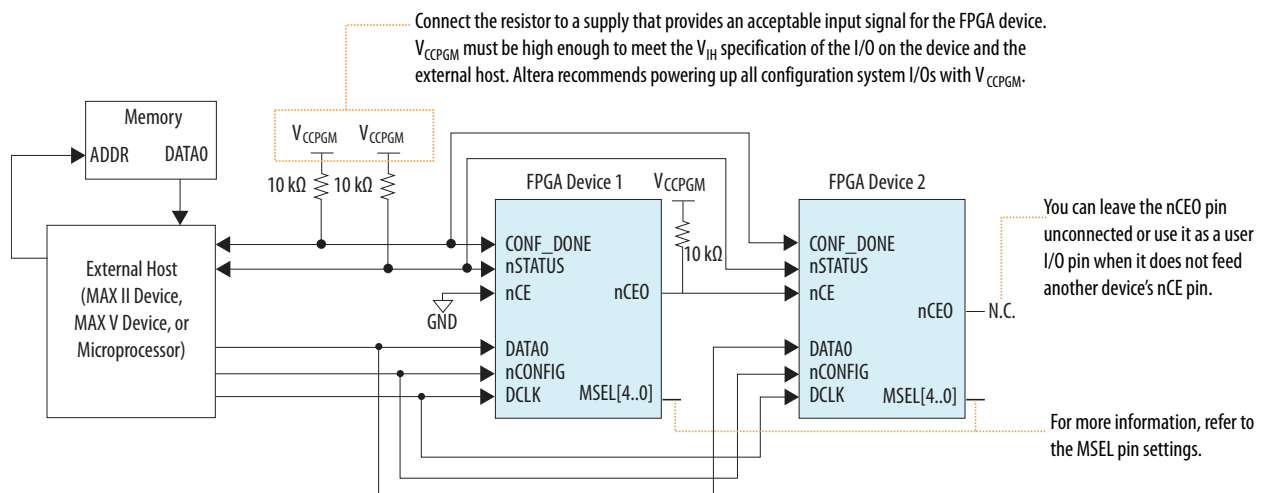 Connect the resistor to a supply that provides an acceptable input signal for the FPGA device.
VCCPGM must be high enough to meet the VIH specification of the I/O on the device and the
external host. Altera recommends powering up all configuration system I/Os with VCCPGM.
Memory
ADDR DATA0
VCCPGM VCCPGM
10 kΩ 10 kΩ
External Host
(MAX II Device,
MAX V Device, or
Microprocessor)
GND
FPGA Device 1
CONF_DONE
nSTATUS
nCE nCEO
DATA0
nCONFIG
DCLK MSEL[4..0]
VCCPGM
10 kΩ
FPGA Device 2
CONF_DONE
nSTATUS
nCE
nCEO
N.C.
DATA0
nCONFIG
DCLK MSEL[4..0]
You can leave the nCEO pin
unconnected or use it as a user
I/O pin when it does not feed
another device's nCE pin.
For more information, refer to
the MSEL pin settings.